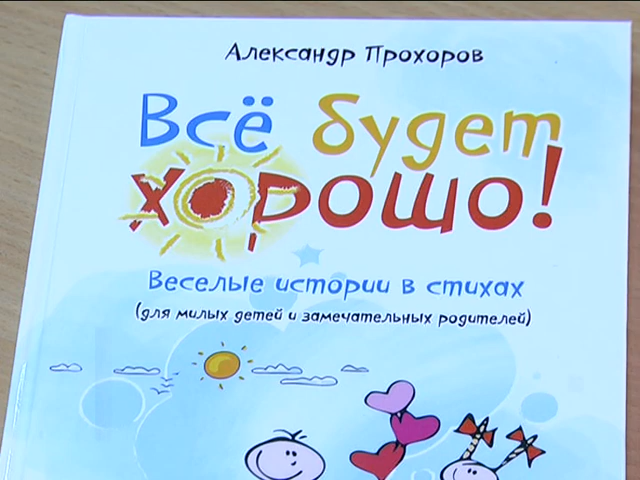 Александр Прохоров
Всё будет
хорошо!
Веселые истории в стихах
(для милых детей и замечательных родителей)